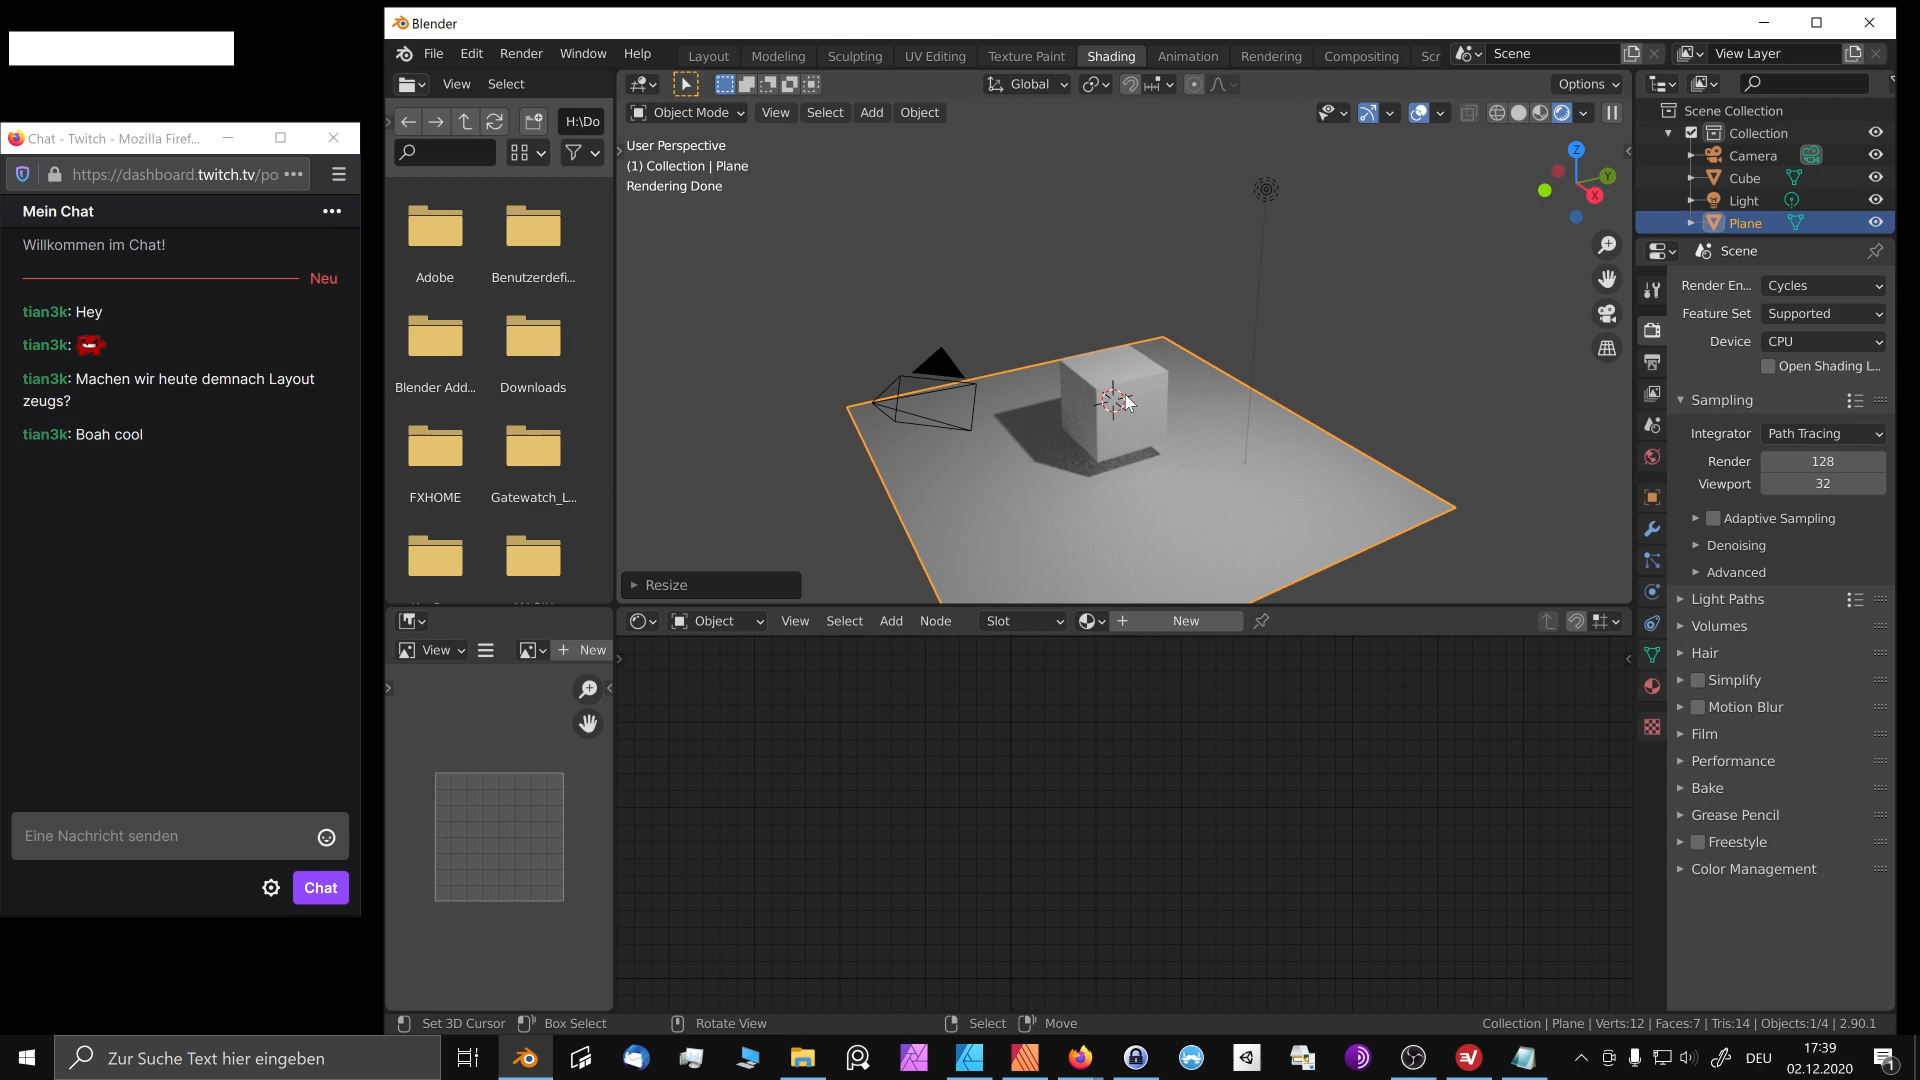 Blender
File Edit Render Window Help Layout Modeling Sculpting UV Editing Texture Paint Shading Animation Rendering Compositing Scr Scene View Layer
View Select Global Options
H:\Do Object Mode View Select Add Object
Scene Collection
Collection
Camera
Cube
Light
Plane
User Perspective
(1) Collection | Plane
Rendering Done
Z
Y
X
Chat - Twitch - Mozilla Firef...
https://dashboard.twitch.tv/po
Mein Chat
Willkommen im Chat!
Neu
tian3k: Hey
tian3k:
tian3k: Machen wir heute demnach Layout
zeugs?
tian3k: Boah cool
Eine Nachricht senden
Chat
Adobe Benutzerdefi...
Blender Add... Downloads
FXHOME Gatewatch_L...
Resize
Scene
Render En... Cycles
Feature Set Supported
Device CPU
Open Shading L...
Sampling
Integrator Path Tracing
Render 128
Viewport 32
Adaptive Sampling
Denoising
Advanced
Light Paths
Volumes
Hair
Simplify
Motion Blur
Film
Performance
Bake
Grease Pencil
Freestyle
Color Management
Object View Select Add Node Slot New
View New
Set 3D Cursor Box Select Rotate View Select Move Collection | Plane | Verts:12 | Faces:7 | Tris:14 | Objects:1/4 | 2.90.1
Zur Suche Text hier eingeben
DEU
17:39
02.12.2020
1